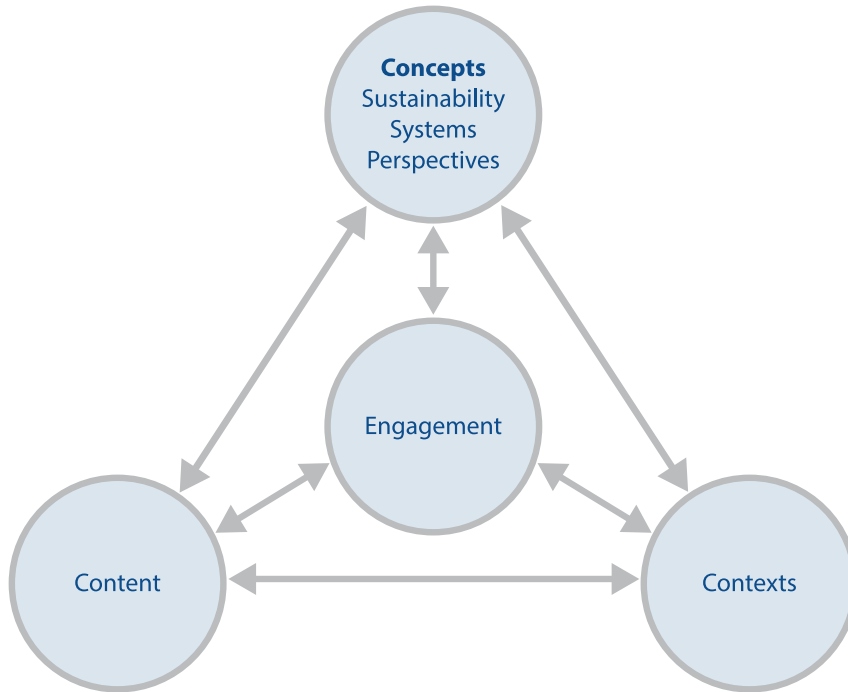 Concepts
Sustainability
Systems
Perspectives
Engagement
Content
Contexts